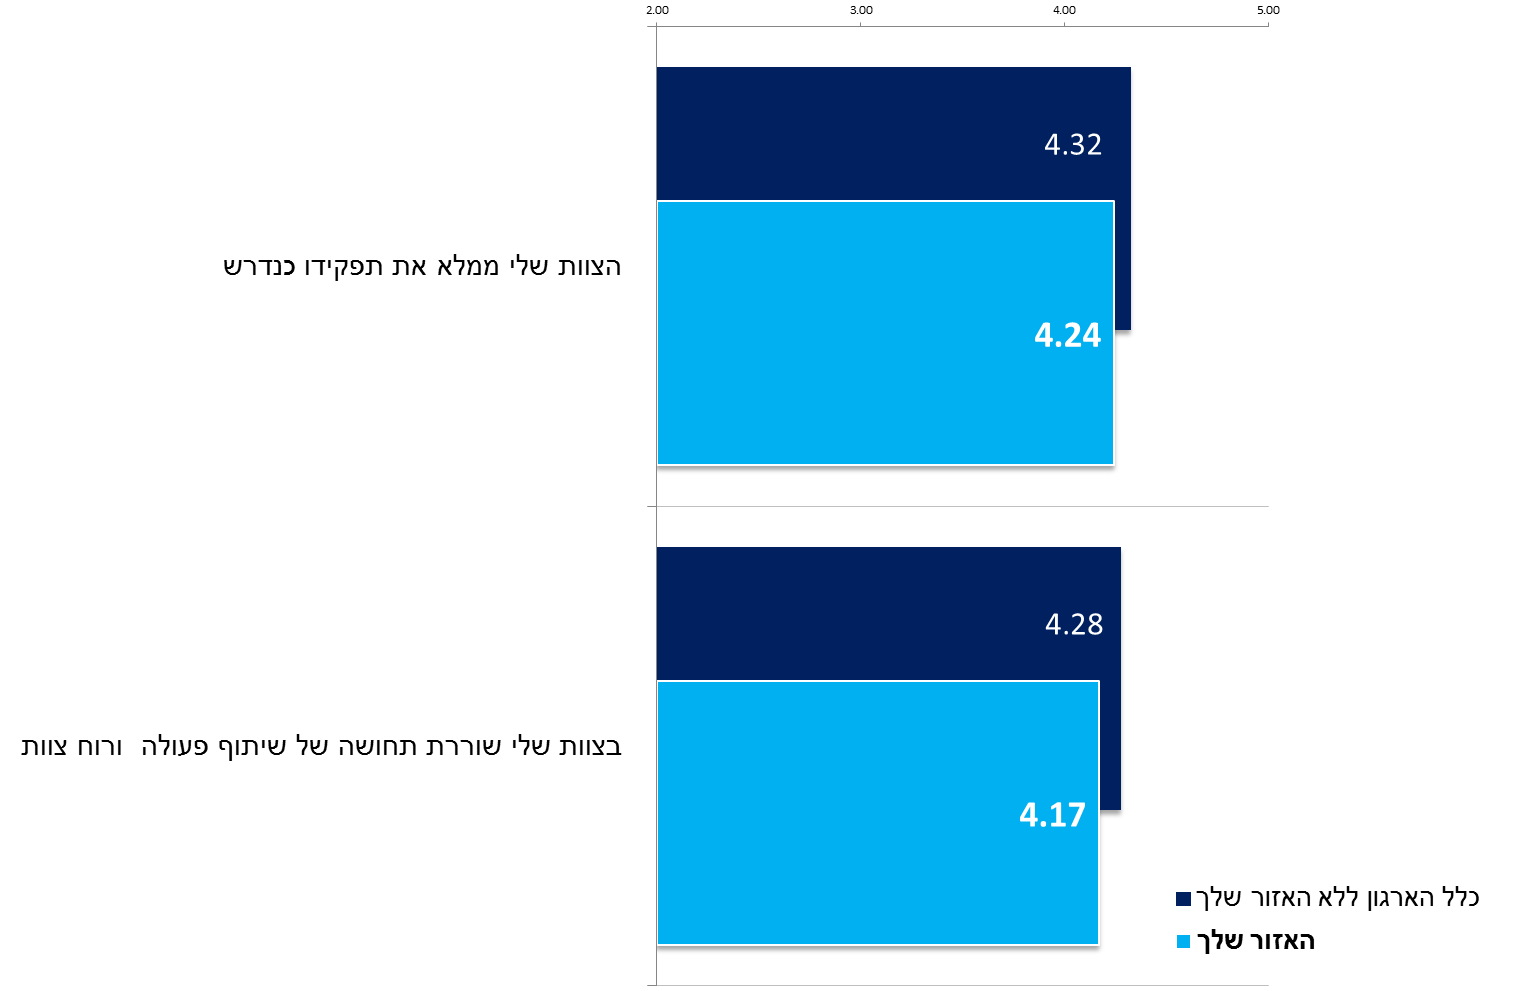 2.00 3.00 4.00 5.00
4.32
הצוות שלי ממלא את תפקידו כנדרש
4.24
4.28
בצוות שלי שוררת תחושה של שיתוף פעולה  ורוח צוות
4.17
כלל הארגון ללא האזור שלך
האזור שלך